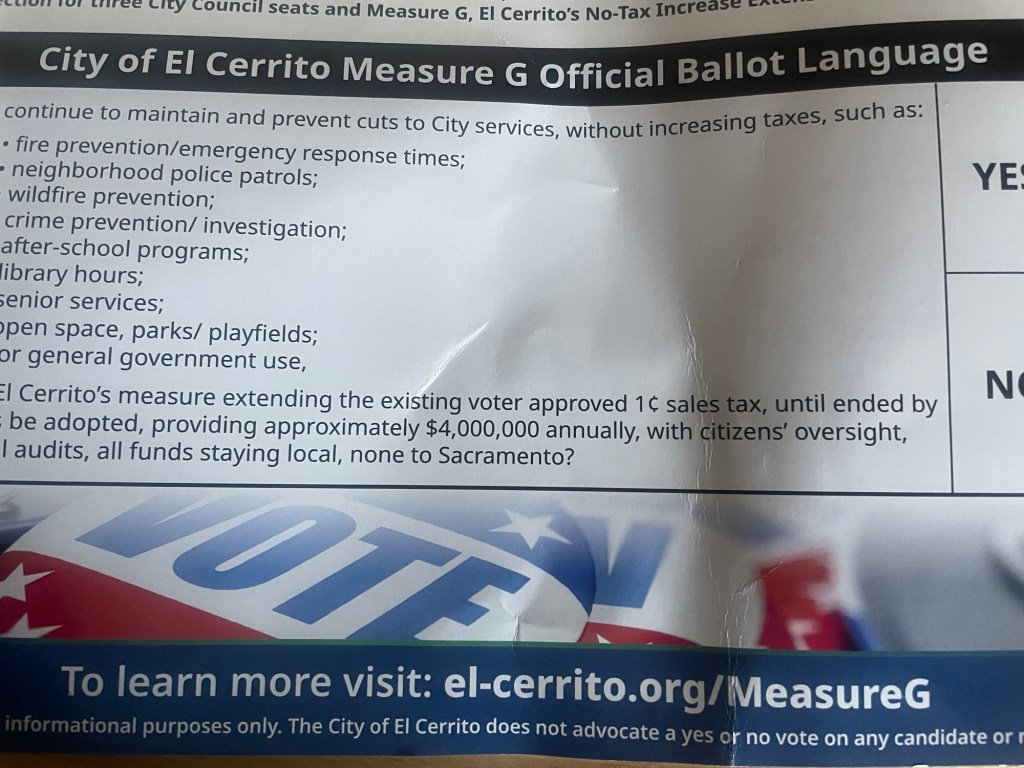 for three City Council seats and Measure G, El Cerrito's No-Tax Increase
City of El Cerrito Measure G Official Ballot Language
continue to maintain and prevent cuts to City services, without increasing taxes, such as:
• fire prevention/emergency response times;
• neighborhood police patrols;
wildfire prevention;
crime prevention/ investigation;
after-school programs;
library hours;
senior services;
open space, parks/ playfields;
or general government use,
El Cerrito's measure extending the existing voter approved 1¢ sales tax, until ended by
be adopted, providing approximately $4,000,000 annually, with citizens' oversight,
audits, all funds staying local, none to Sacramento?
YES
NO
VOTE
V
To learn more visit: el-cerrito.org/MeasureG
informational purposes only. The City of El Cerrito does not advocate a yes or no vote on any candidate or